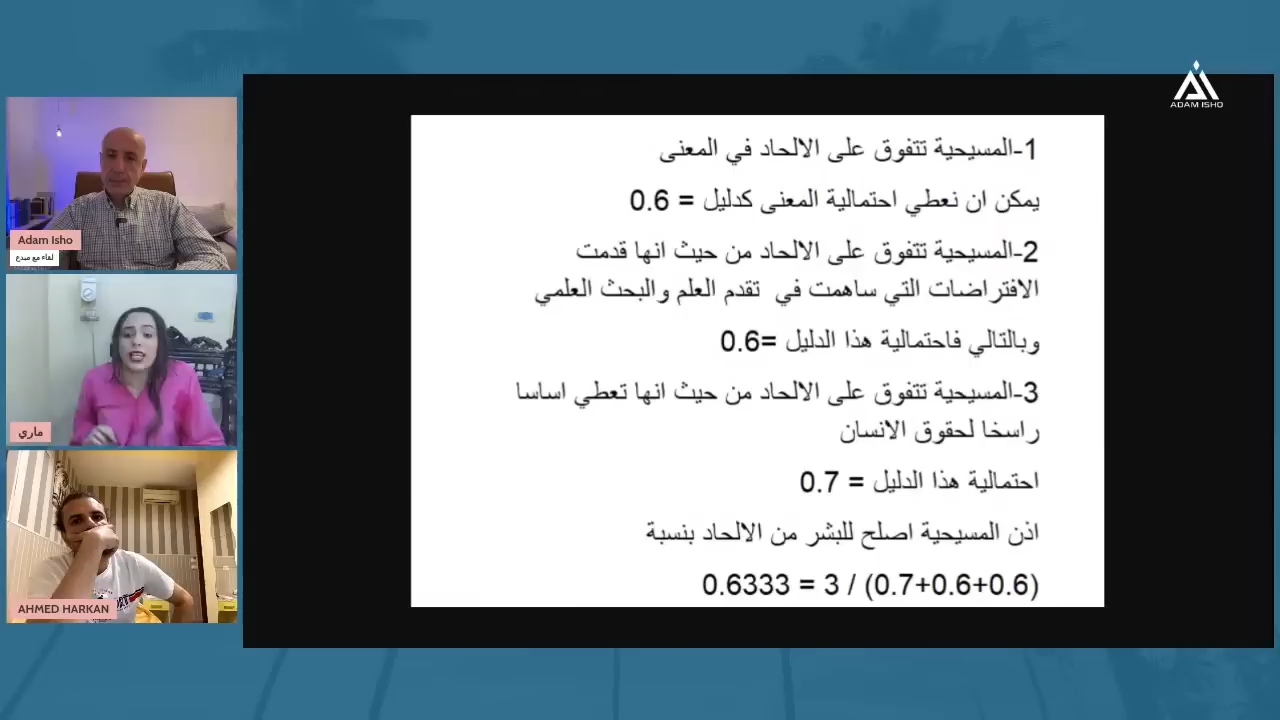 ADAM ISHO
Adam Isho
لقاء مع مبدع
ماري
AHMED HARKAN
1-المسيحية تتفوق على الالحاد في المعنى
يمكن ان نعطي احتمالية المعنى كدليل = 0.6
2-المسيحية تتفوق على الالحاد من حيث انها قدمت
الافتراضات التي ساهمت في تقدم العلم والبحث العلمي
وبالتالي فاحتمالية هذا الدليل =0.6
3-المسيحية تتفوق على الالحاد من حيث انها تعطي اساسا
راسخا لحقوق الانسان
احتمالية هذا الدليل = 0.7
اذن المسيحية اصلح للبشر من الالحاد بنسبة
0.6333 = 3 / (0.7+0.6+0.6)